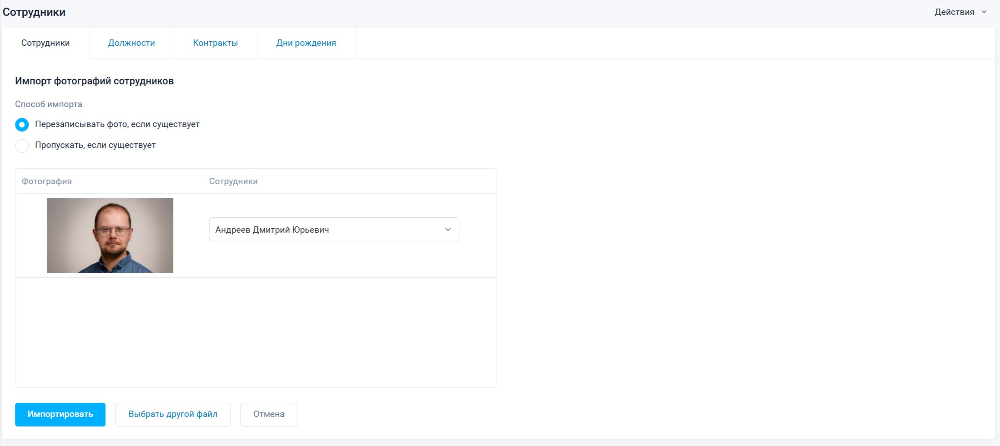 Сотрудники
Действия
Сотрудники
Должности
Контракты
Дни рождения
Импорт фотографий сотрудников
Способ импорта
Перезаписывать фото, если существует
Пропускать, если существует
Фотография
Сотрудники
Андреев Дмитрий Юрьевич
Импортировать
Выбрать другой файл
Отмена